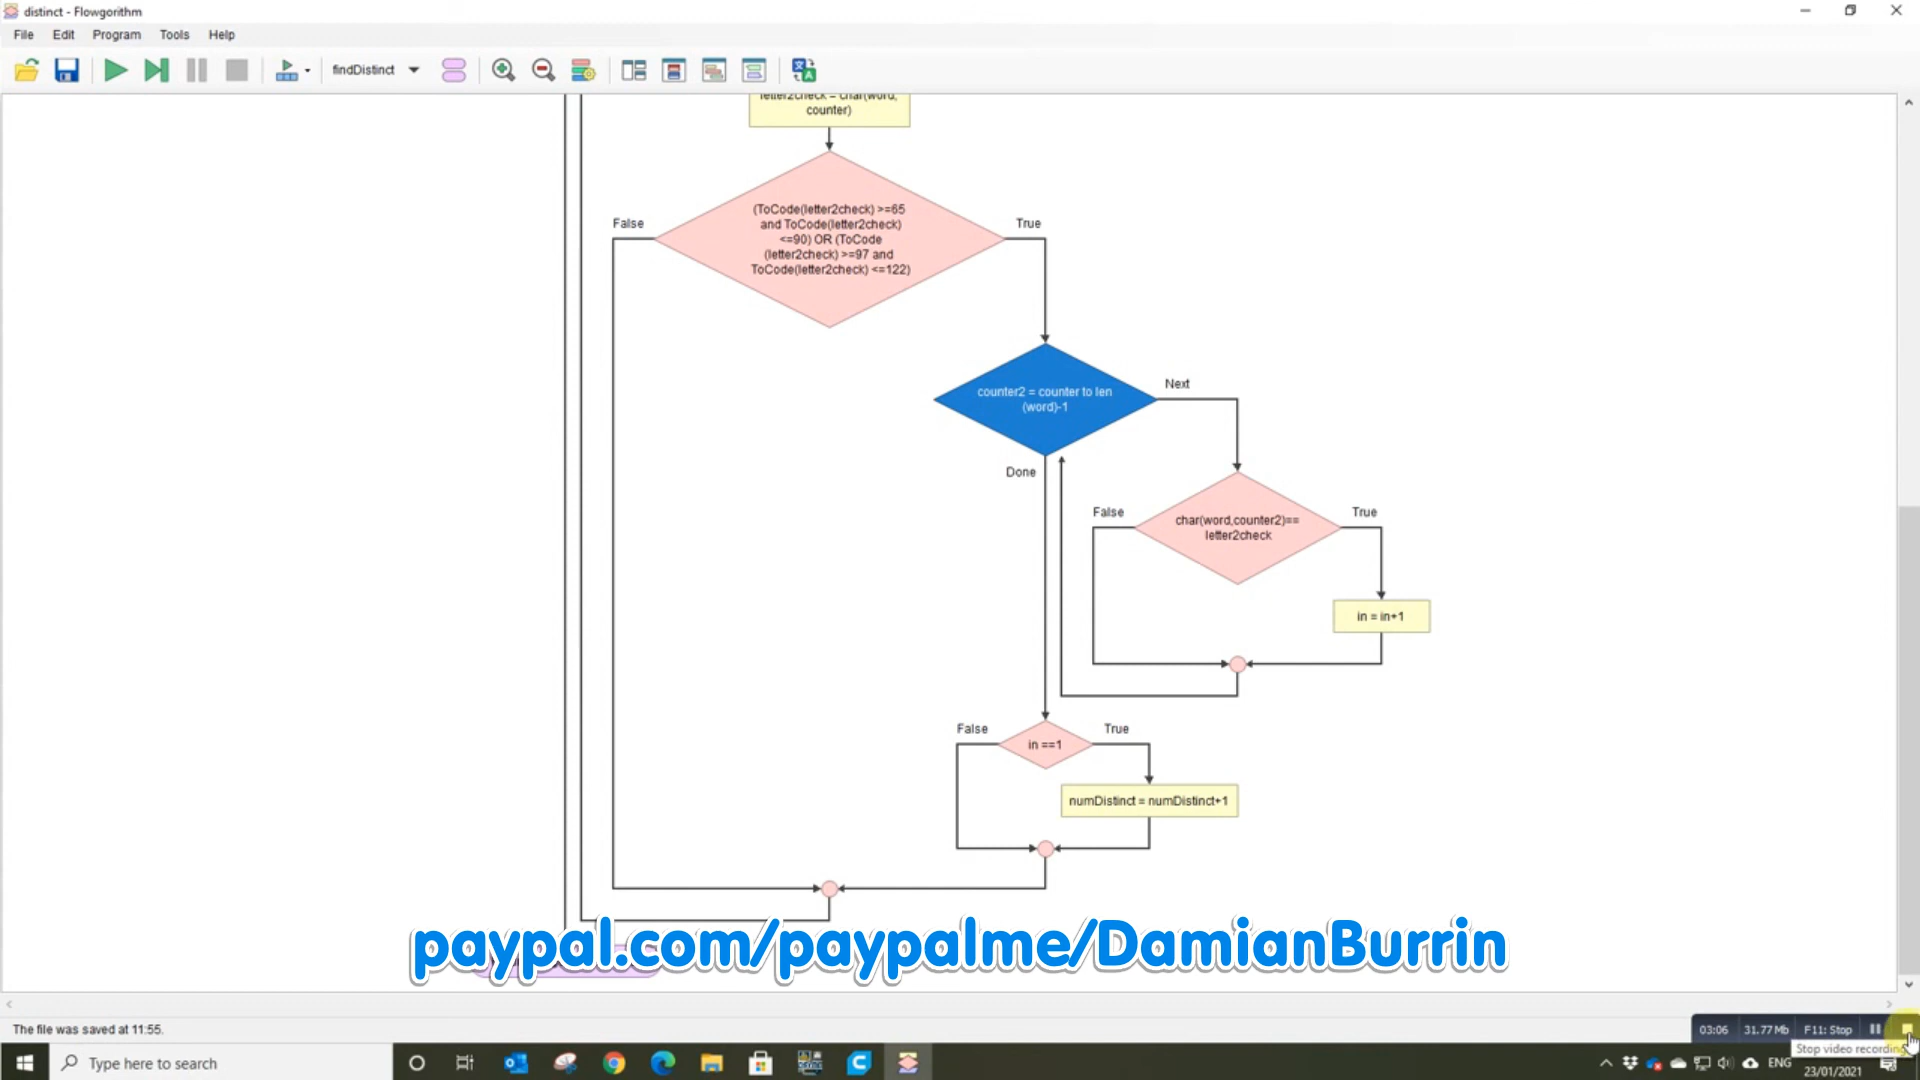 distinct - Flowgorithm
File Edit Program Tools Help
findDistinct
letter2check = char(word,
counter)
(ToCode(letter2check) >=65
and ToCode(letter2check)
<=90) OR (ToCode
(letter2check) >=97 and
ToCode(letter2check) <=122)
False
True
counter2 = counter to len
(word)-1
Next
Done
char(word,counter2)==
letter2check
False
True
in = in+1
in ==1
False
True
numDistinct = numDistinct+1
paypal.com/paypalme/DamianBurrin
The file was saved at 11:55.
03:06 31.77Mb F11: Stop
Stop video recording
Type here to search
ENG
23/01/2021